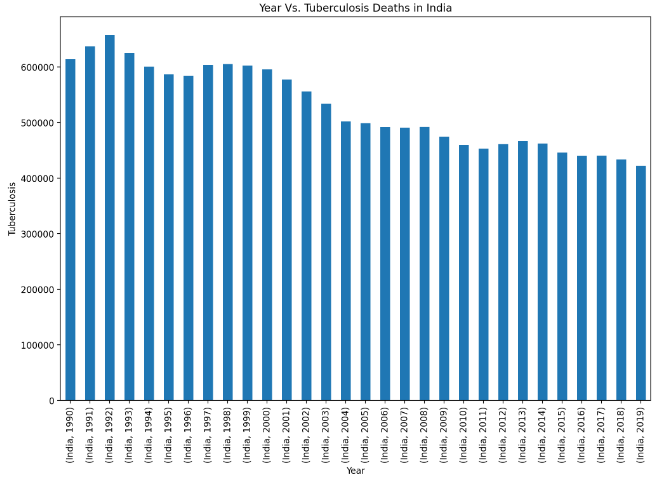 Year Vs. Tuberculosis Deaths in India
Tuberculosis
600000
500000
400000
300000
200000
100000
0
(India, 1990)
(India, 1991)
(India, 1992)
(India, 1993)
(India, 1994)
(India, 1995)
(India, 1996)
(India, 1997)
(India, 1998)
(India, 1999)
(India, 2000)
(India, 2001)
(India, 2002)
(India, 2003)
(India, 2004)
(India, 2005)
(India, 2006)
(India, 2007)
(India, 2008)
(India, 2009)
(India, 2010)
(India, 2011)
(India, 2012)
(India, 2013)
(India, 2014)
(India, 2015)
(India, 2016)
(India, 2017)
(India, 2018)
(India, 2019)
Year